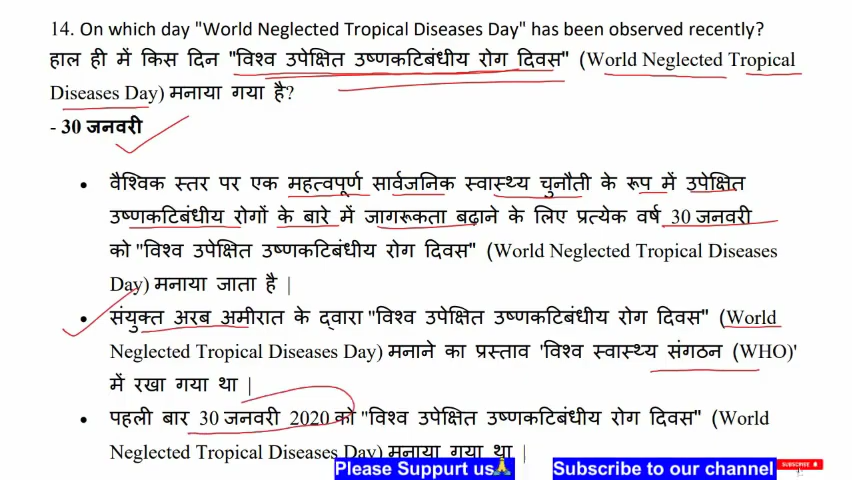 14. On which day "World Neglected Tropical Diseases Day" has been observed recently?
हाल ही में किस दिन "विश्व उपेक्षित उष्णकटिबंधीय रोग दिवस" (World Neglected Tropical
Diseases Day) मनाया गया है?
- 30 जनवरी
• वैश्विक स्तर पर एक महत्वपूर्ण सार्वजनिक स्वास्थ्य चुनौती के रूप में उपेक्षित
उष्णकटिबंधीय रोगों के बारे में जागरूकता बढ़ाने के लिए प्रत्येक वर्ष 30 जनवरी
को "विश्व उपेक्षित उष्णकटिबंधीय रोग दिवस" (World Neglected Tropical Diseases
Day) मनाया जाता है |
• संयुक्त अरब अमीरात के द्वारा "विश्व उपेक्षित उष्णकटिबंधीय रोग दिवस" (World
Neglected Tropical Diseases Day) मनाने का प्रस्ताव 'विश्व स्वास्थ्य संगठन (WHO)'
में रखा गया था |
• पहली बार 30 जनवरी 2020 को "विश्व उपेक्षित उष्णकटिबंधीय रोग दिवस" (World
Neglected Tropical Diseases Day) मनाया गया था |
Please Suppurt us🙏 Subscribe to our channel SUBSCRIBE